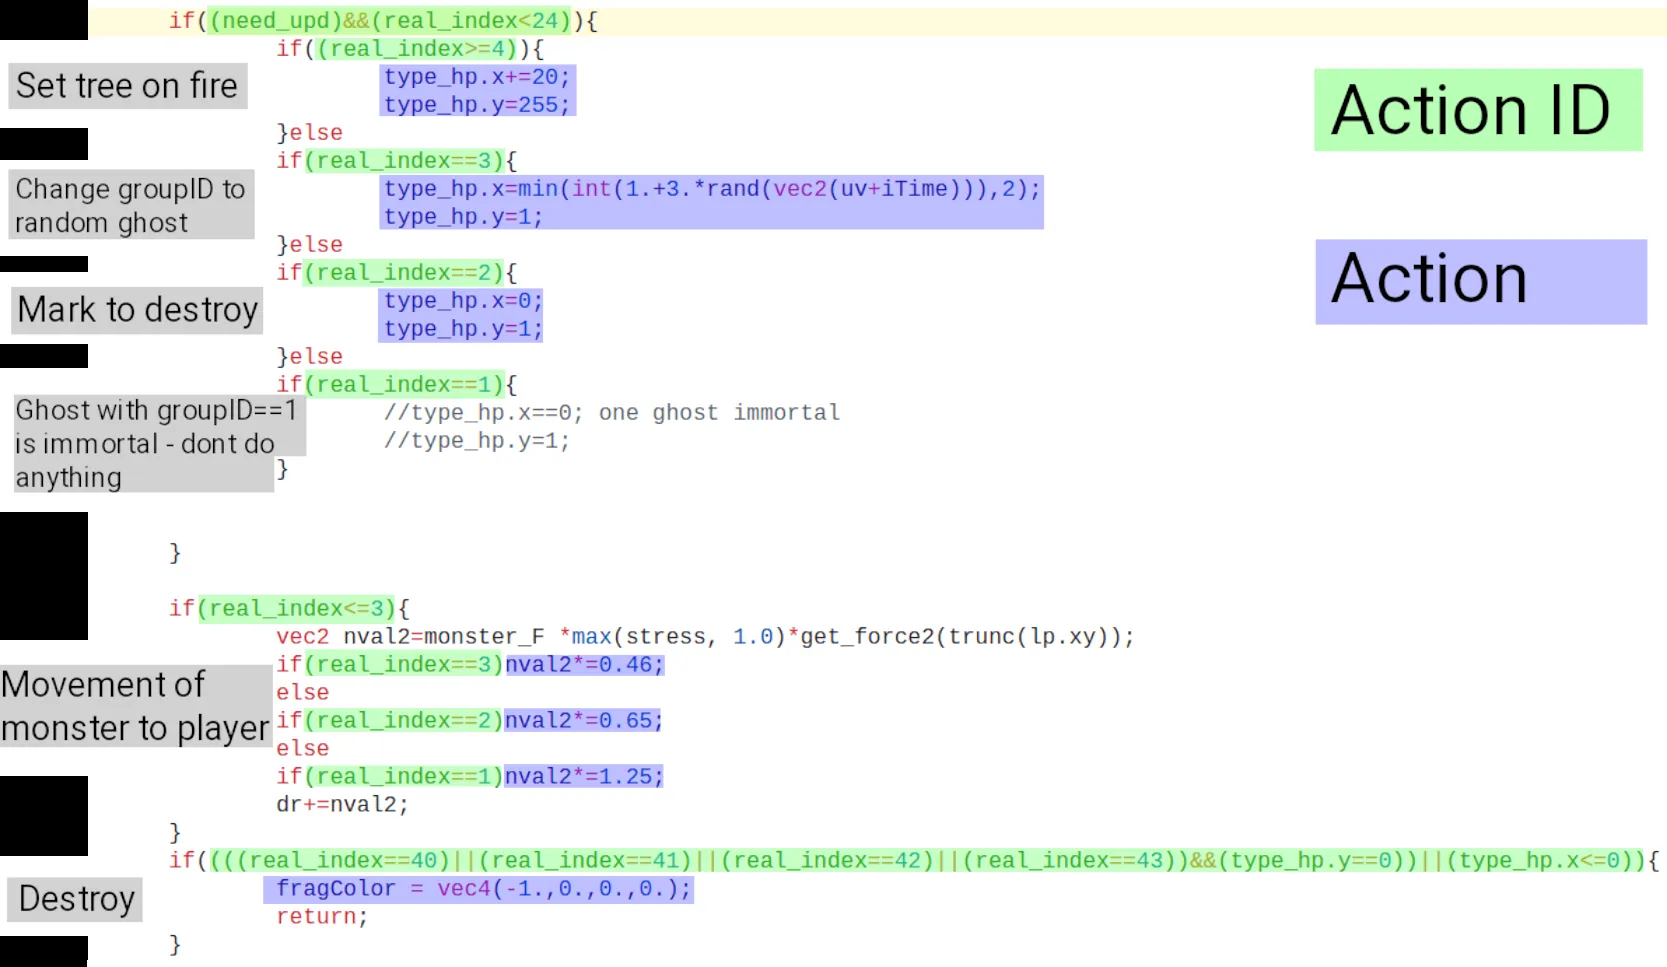 if((need_upd)&&(real_index<24)){
if((real_index>=4)){
Set tree on fire
type_hp.x+=20;
type_hp.y=255;
Action ID
}else
if(real_index==3){
Change groupID to
random ghost
type_hp.x=min(int(1.+3.*rand(vec2(uv+iTime))),2);
type_hp.y=1;
}else
Action
if(real_index==2){
Mark to destroy
type_hp.x=0;
type_hp.y=1;
}else
if(real_index==1){
Ghost with groupID==1
is immortal - dont do
anything
//type_hp.x==0; one ghost immortal
//type_hp.y=1;
}
}
if(real_index<=3){
vec2 nval2=monster_F *max(stress, 1.0)*get_force2(trunc(lp.xy));
Movement of
monster to player
if(real_index==3)nval2*=0.46;
else
if(real_index==2)nval2*=0.65;
else
if(real_index==1)nval2*=1.25;
dr+=nval2;
}
if((((real_index==40)||(real_index==41)||(real_index==42)||(real_index==43))&&(type_hp.y==0))||(type_hp.x<=0)){
Destroy
fragColor = vec4(-1.,0.,0.,0.);
return;
}